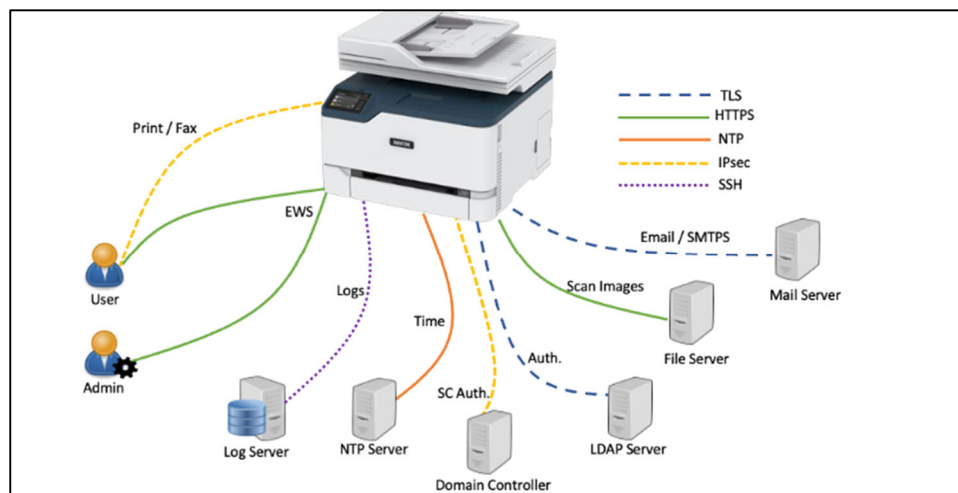 TLS
HTTPS
NTP
IPsec
SSH
Print / Fax
EWS
User
Admin
Logs
Time
SC Auth.
Auth.
Scan Images
Email / SMTPS
Mail Server
File Server
LDAP Server
Domain Controller
NTP Server
Log Server
xerox